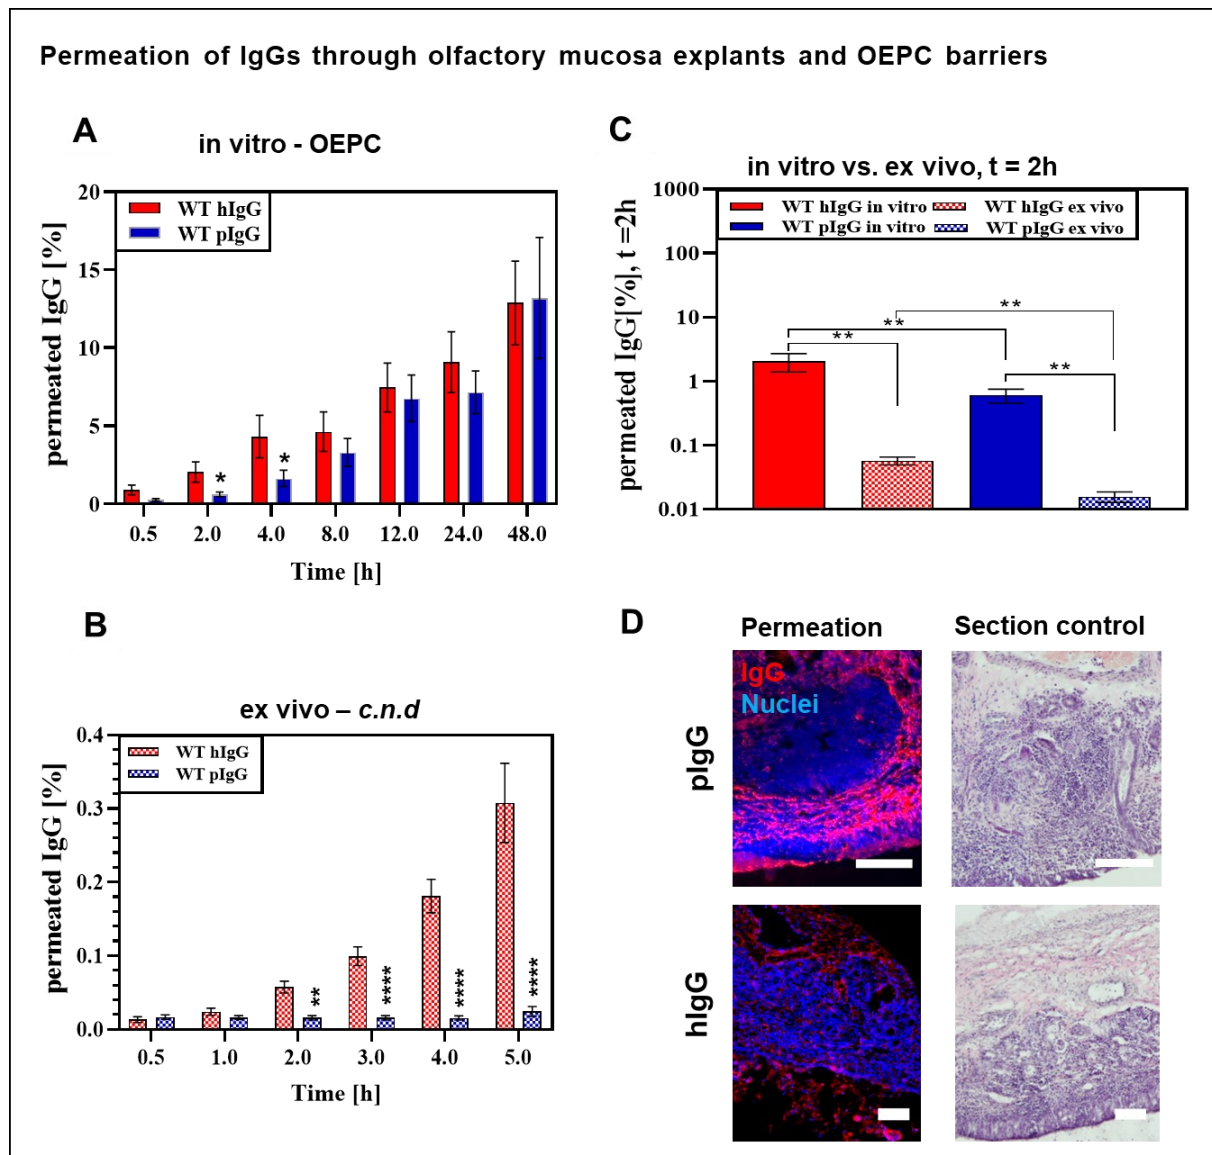 Permeation of IgGs through olfactory mucosa explants and OEPC barriers
A
in vitro - OEPC
permeated IgG [%]
20
15
10
5
0
WT hIgG
WT pIgG
*
*
0.5 2.0 4.0 8.0 12.0 24.0 48.0
Time [h]
B
ex vivo – c.n.d
permeated IgG [%]
0.4
0.3
0.2
0.1
0.0
WT hIgG
WT pIgG
**
****
****
****
0.5 1.0 2.0 3.0 4.0 5.0
Time [h]
C
in vitro vs. ex vivo, t = 2h
permeated IgG[%], t =2h
1000
100
10
1
0.1
0.01
WT hIgG in vitro WT hIgG ex vivo
WT pIgG in vitro WT pIgG ex vivo
**
**
**
**
D
Permeation Section control
IgG
Nuclei
pIgG
hIgG